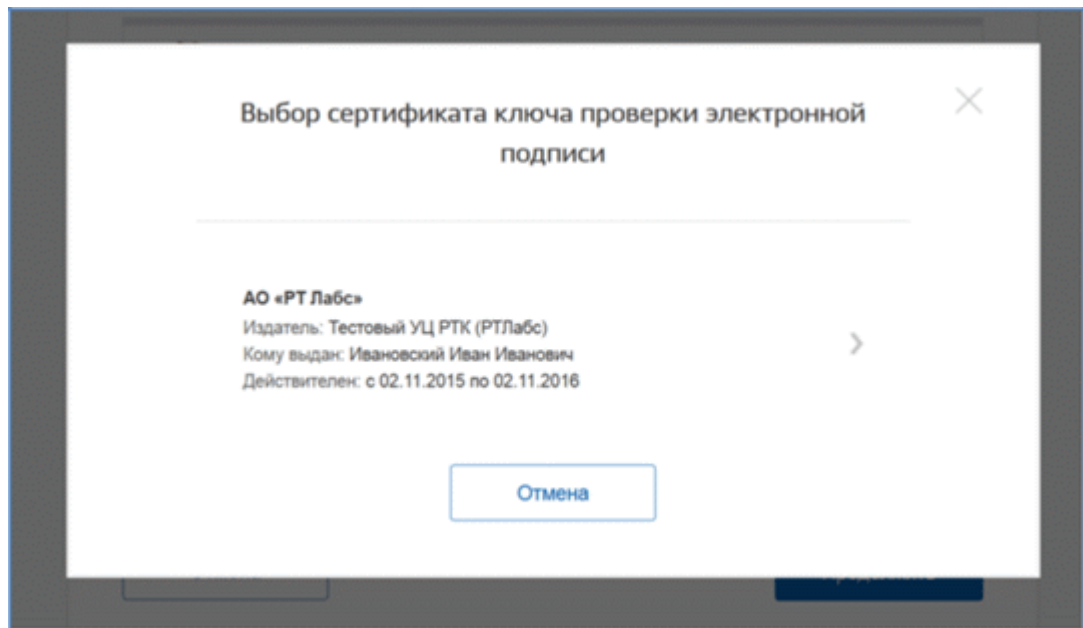 Выбор сертификата ключа проверки электронной
подписи
АО «РТ Лабс»
Издатель: Тестовый УЦ РТК (РТЛабс)
Кому выдан: Ивановский Иван Иванович
Действителен: с 02.11.2015 по 02.11.2016
Отмена